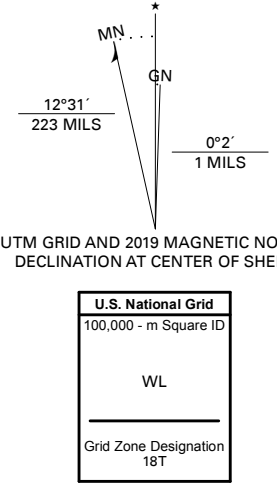 ★
MN
GN
12°31´
223 MILS
0°2´
1 MILS
UTM GRID AND 2019 MAGNETIC NO
DECLINATION AT CENTER OF SHE
U.S. National Grid
100,000 - m Square ID
WL
Grid Zone Designation
18T